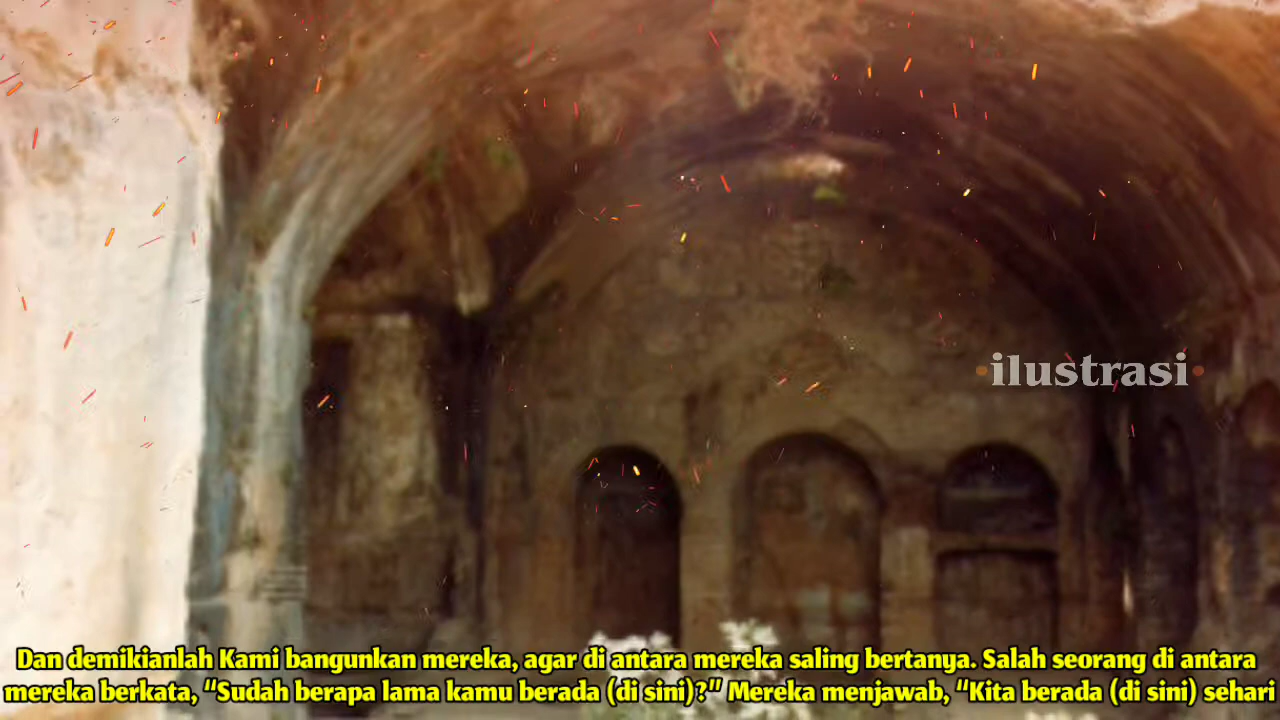 •ilustrasi•
Dan demikianlah Kami bangunkan mereka, agar di antara mereka saling bertanya. Salah seorang di antara
mereka berkata, “Sudah berapa lama kamu berada (di sini)?” Mereka menjawab, “Kita berada (di sini) sehari